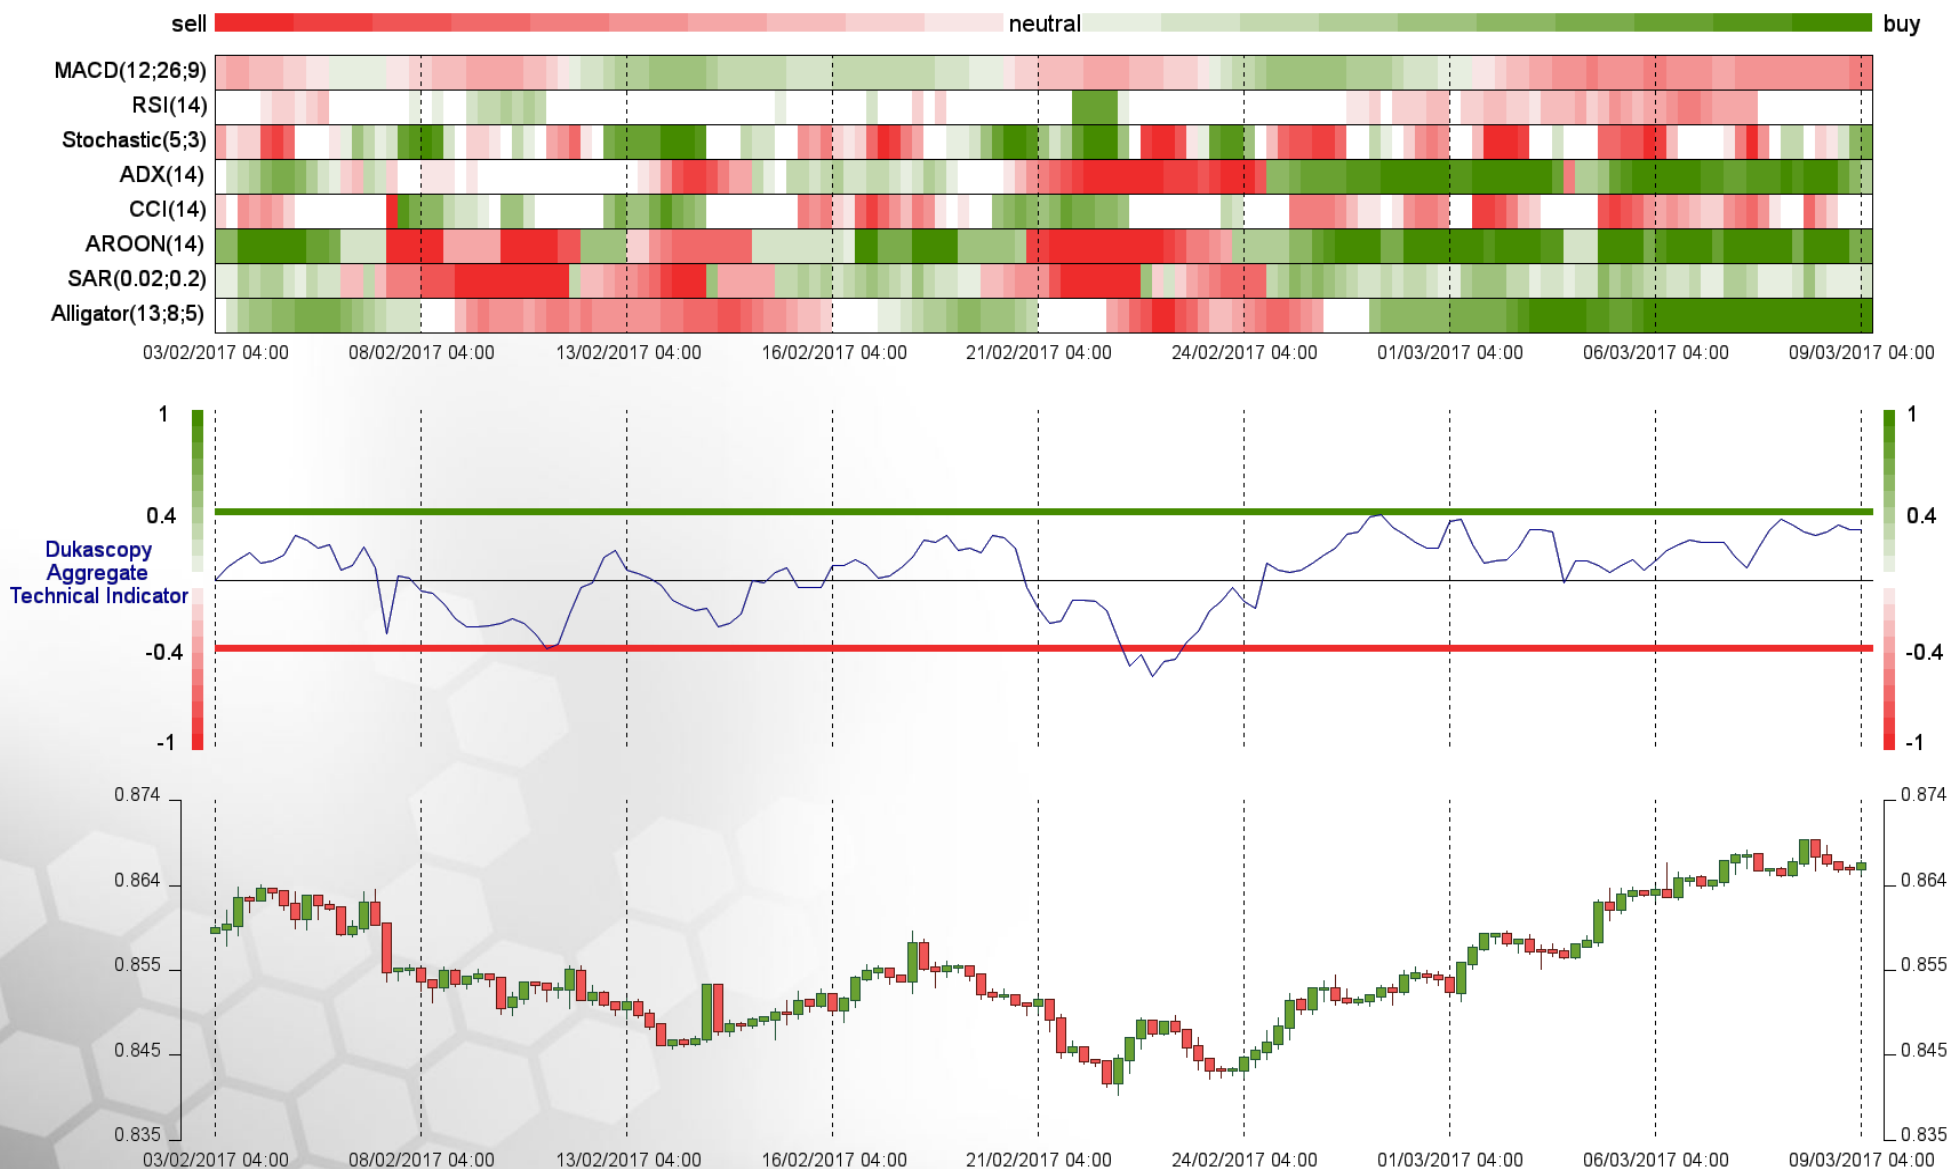 sell neutral buy
MACD(12;26;9)
RSI(14)
Stochastic(5;3)
ADX(14)
CCI(14)
AROON(14)
SAR(0.02;0.2)
Alligator(13;8;5)
03/02/2017 04:00 08/02/2017 04:00 13/02/2017 04:00 16/02/2017 04:00 21/02/2017 04:00 24/02/2017 04:00 01/03/2017 04:00 06/03/2017 04:00 09/03/2017 04:00
1 1
0.4 0.4
Dukascopy
Aggregate
Technical Indicator
-0.4 -0.4
-1 -1
0.874 0.874
0.864 0.864
0.855 0.855
0.845 0.845
0.835 0.835
03/02/2017 04:00 08/02/2017 04:00 13/02/2017 04:00 16/02/2017 04:00 21/02/2017 04:00 24/02/2017 04:00 01/03/2017 04:00 06/03/2017 04:00 09/03/2017 04:00